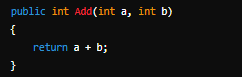 public int Add(int a, int b)
{
    return a + b;
}